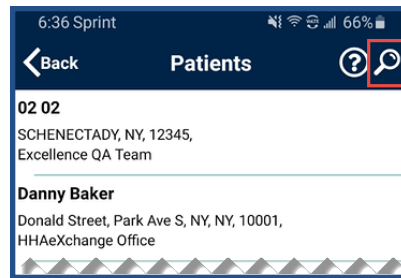 6:36 Sprint 66%
Back Patients ?
02 02
SCHENECTADY, NY, 12345,
Excellence QA Team
Danny Baker
Donald Street, Park Ave S, NY, NY, 10001,
HHAeXchange Office